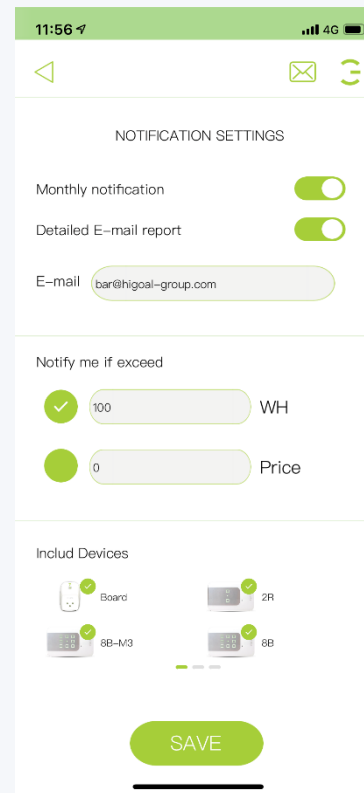 11:56
4G
NOTIFICATION SETTINGS
Monthly notification
Detailed E-mail report
E-mail bar@higoal-group.com
Notify me if exceed
100 WH
0 Price
Includ Devices
Board 2R
8B-M3 8B
SAVE